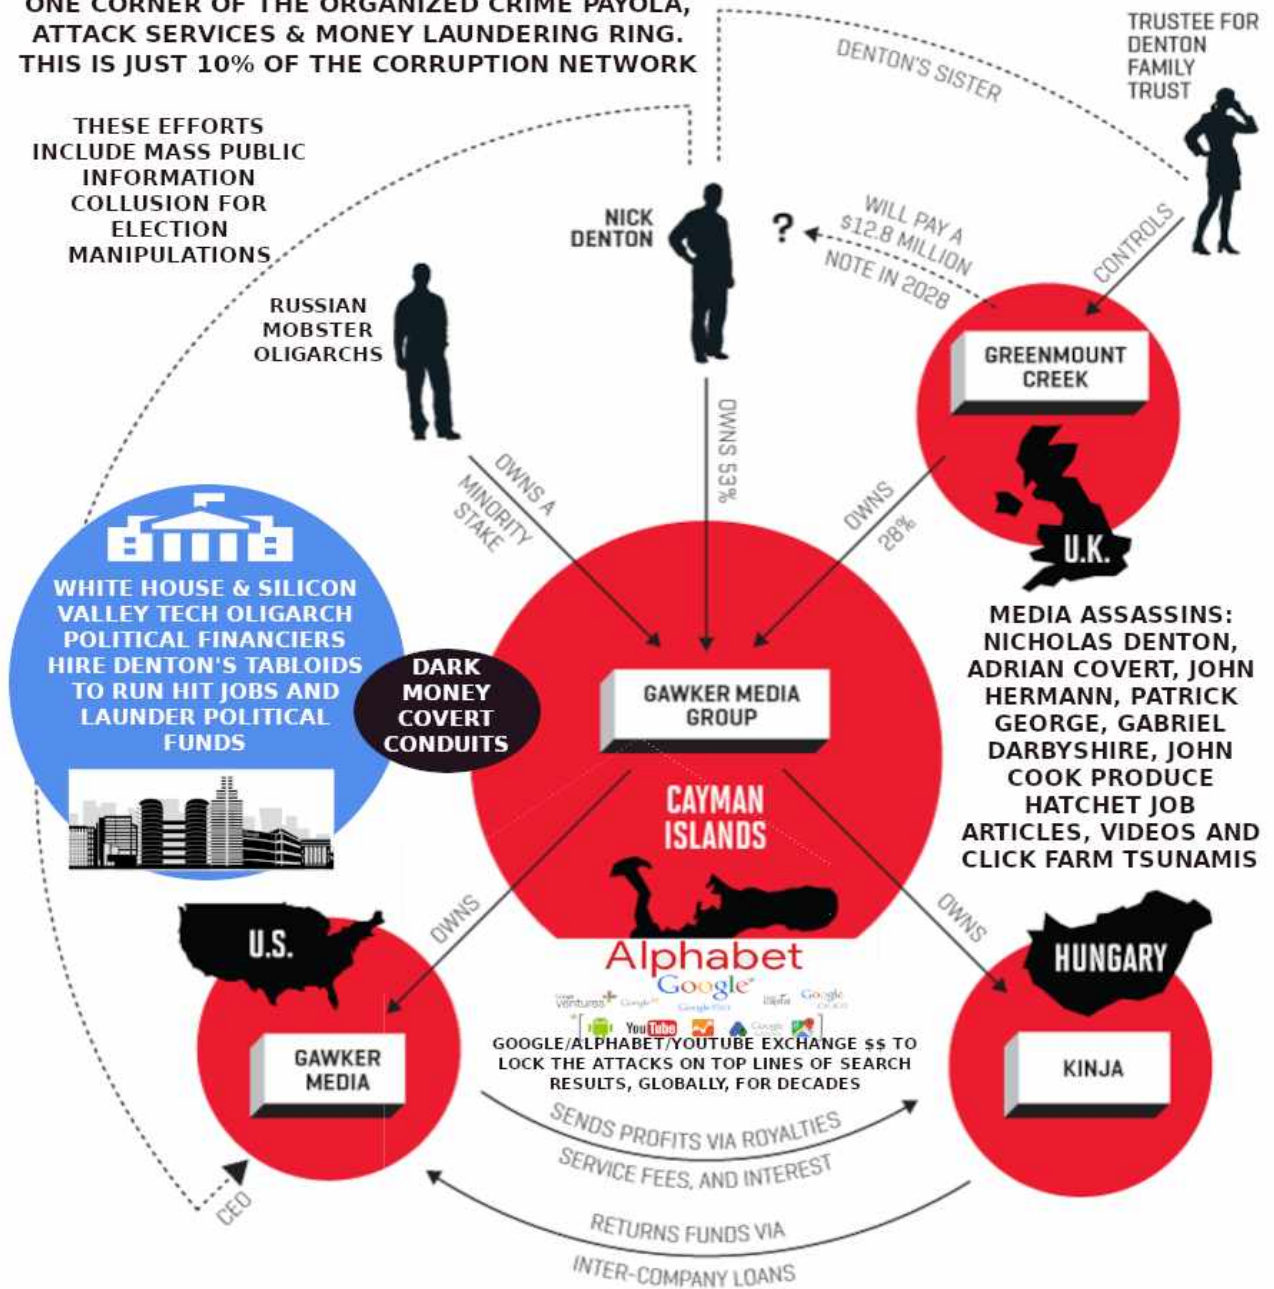 ONE CORNER OF THE ORGANIZED CRIME PAYOLA,
ATTACK SERVICES & MONEY LAUNDERING RING.
THIS IS JUST 10% OF THE CORRUPTION NETWORK
THESE EFFORTS
INCLUDE MASS PUBLIC
INFORMATION
COLLUSION FOR
ELECTION
MANIPULATIONS
DENTON'S SISTER
TRUSTEE FOR
DENTON
FAMILY
TRUST
NICK
DENTON
?
WILL PAY A
$12.8 MILLION
NOTE IN 2028
CONTROLS
RUSSIAN
MOBSTER
OLIGARCHS
GREENMOUNT
CREEK
U.K.
OWNS A
MINORITY
STAKE
OWNS 53%
OWNS
28%
WHITE HOUSE & SILICON
VALLEY TECH OLIGARCH
POLITICAL FINANCIERS
HIRE DENTON'S TABLOIDS
TO RUN HIT JOBS AND
LAUNDER POLITICAL
FUNDS
DARK
MONEY
COVERT
CONDUITS
GAWKER MEDIA
GROUP
CAYMAN
ISLANDS
MEDIA ASSASSINS:
NICHOLAS DENTON,
ADRIAN COVERT, JOHN
HERMANN, PATRICK
GEORGE, GABRIEL
DARBYSHIRE, JOHN
COOK PRODUCE
HATCHET JOB
ARTICLES, VIDEOS AND
CLICK FARM TSUNAMIS
OWNS
OWNS
U.S.
HUNGARY
Alphabet
Google
Google
ventures
Google
Google
YouTube
Google
GOOGLE/ALPHABET/YOUTUBE EXCHANGE $$ TO
LOCK THE ATTACKS ON TOP LINES OF SEARCH
RESULTS, GLOBALLY, FOR DECADES
GAWKER
MEDIA
KINJA
SENDS PROFITS VIA ROYALTIES
SERVICE FEES, AND INTEREST
CEO
RETURNS FUNDS VIA
INTER-COMPANY LOANS